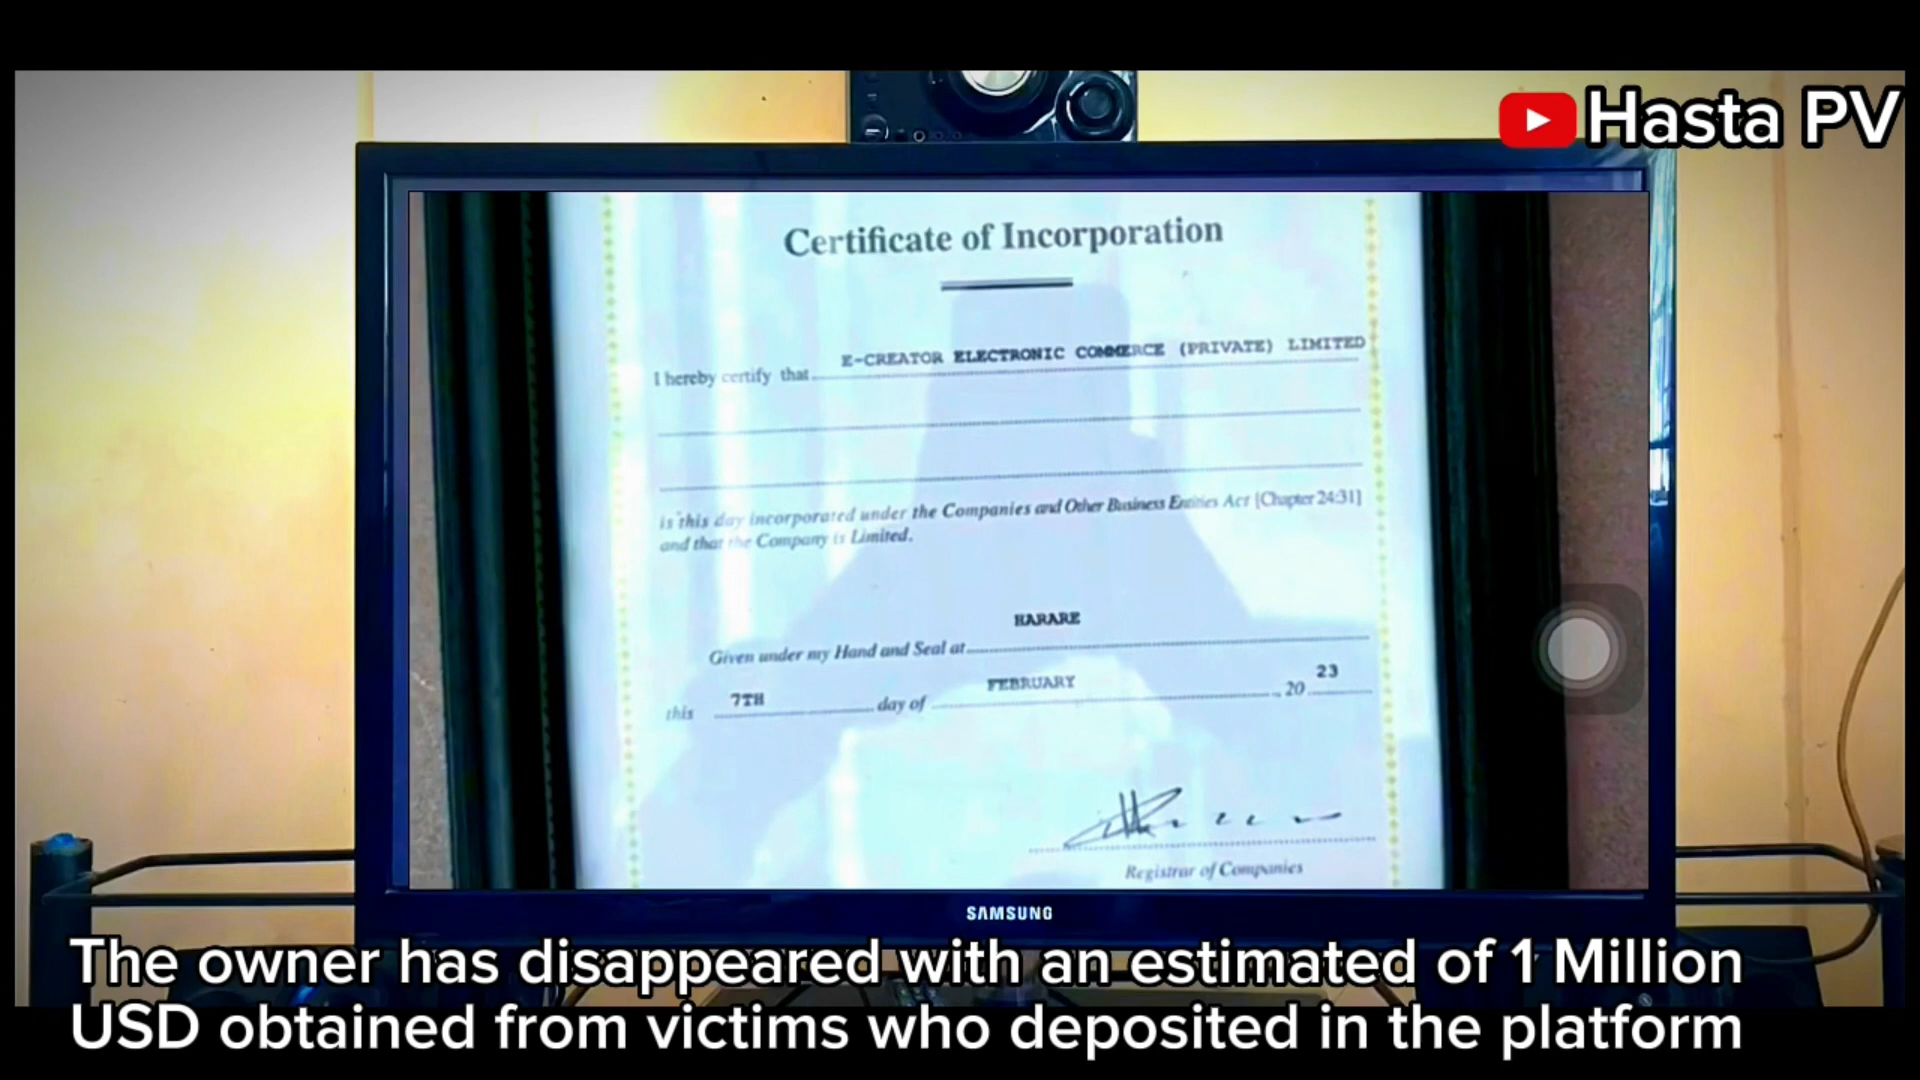 Hasta PV
Certificate of Incorporation
E-CREATOR ELECTRONIC COMMERCE (PRIVATE) LIMITED
I hereby certify that
is this day incorporated under the Companies and Other Business Entities Act [Chapter 24:31]
and that the Company is Limited.
HARARE
Given under my Hand and Seal at
this 7TH day of FEBRUARY 20 23
Registrar of Companies
SAMSUNG
The owner has disappeared with an estimated of 1 Million
USD obtained from victims who deposited in the platform